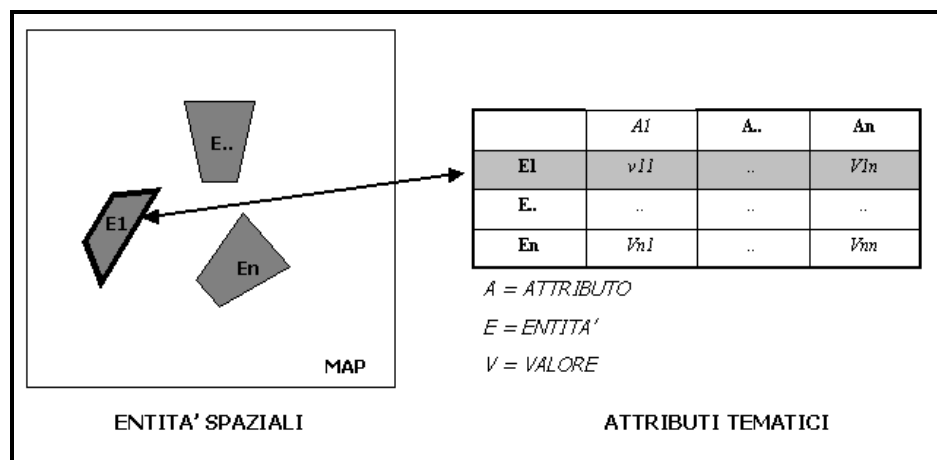 E..
E1
En
MAP
ENTITA' SPAZIALI
A1 A.. An
E1 v11 .. V1n
E.. .. .. ..
En Vn1 .. Vnn
A = ATTRIBUTO
E = ENTITA'
V = VALORE
ATTRIBUTI TEMATICI